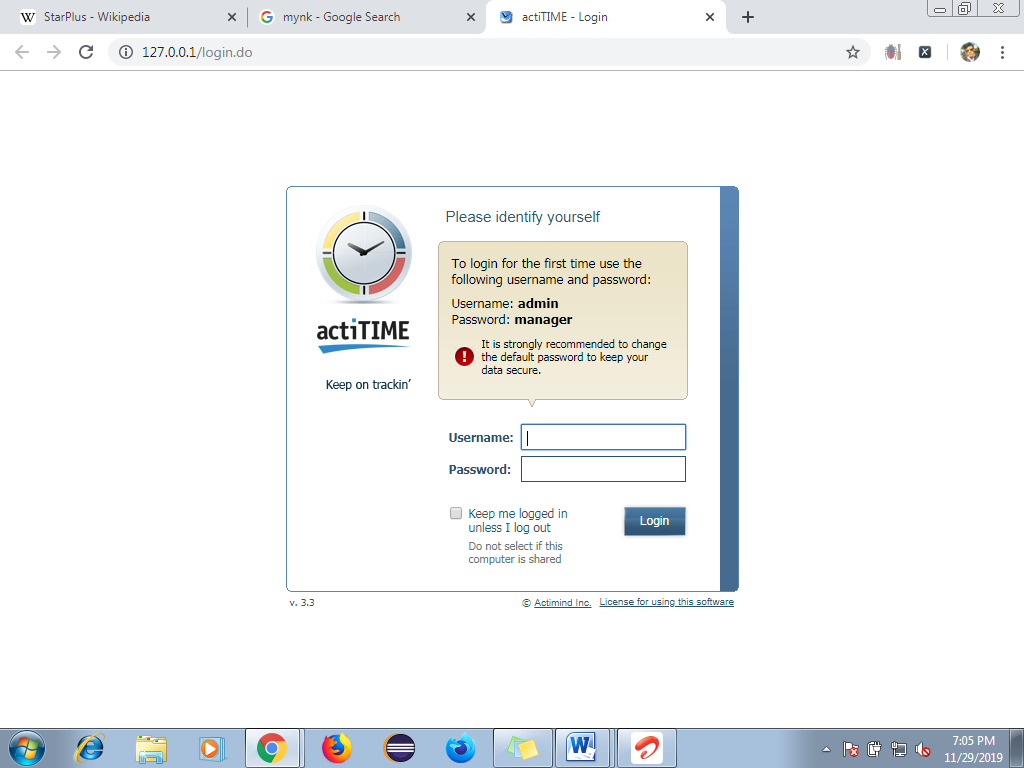 StarPlus - Wikipedia
mynk - Google Search
actiTIME - Login
127.0.0.1/login.do
Please identify yourself
To login for the first time use the
following username and password:
Username: admin
Password: manager
It is strongly recommended to change
the default password to keep your
data secure.
actiTIME
Keep on trackin’
Username:
Password:
Keep me logged in
unless I log out
Do not select if this
computer is shared
Login
v. 3.3
© Actimind Inc.
License for using this software
7:05 PM
11/29/2019